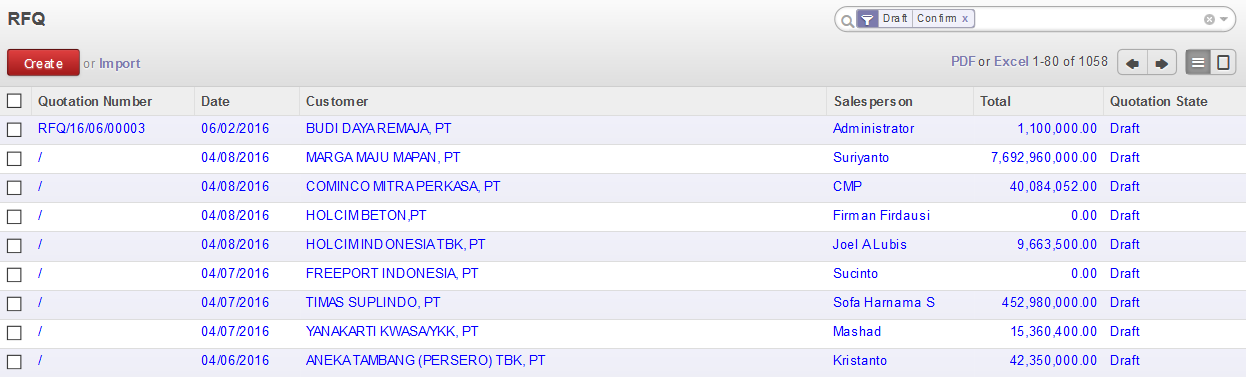 RFQ
Draft Confirm x
Create or Import
PDF or Excel 1-80 of 1058
Quotation Number Date Customer Salesperson Total Quotation State
RFQ/16/06/00003 06/02/2016 BUDI DAYA REMAJA, PT Administrator 1,100,000.00 Draft
/ 04/08/2016 MARGA MAJU MAPAN, PT Suriyanto 7,692,960,000.00 Draft
/ 04/08/2016 COMINCO MITRA PERKASA, PT CMP 40,084,052.00 Draft
/ 04/08/2016 HOLCIM BETON,PT Firman Firdausi 0.00 Draft
/ 04/08/2016 HOLCIM INDONESIA TBK, PT Joel A Lubis 9,663,500.00 Draft
/ 04/07/2016 FREEPORT INDONESIA, PT Sucinto 0.00 Draft
/ 04/07/2016 TIMAS SUPLINDO, PT Sofa Harnama S 452,980,000.00 Draft
/ 04/07/2016 YANAKARTI KWASA/YKK, PT Mashad 15,360,400.00 Draft
/ 04/06/2016 ANEKA TAMBANG (PERSERO) TBK, PT Kristanto 42,350,000.00 Draft